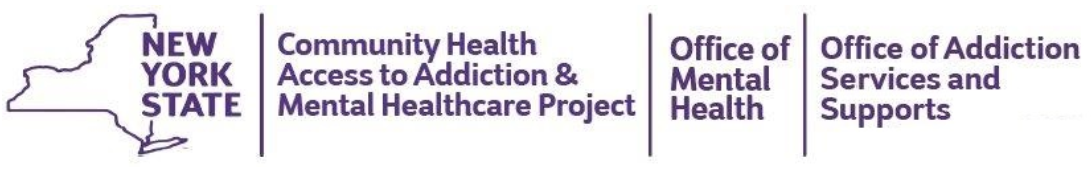 NEW
YORK
STATE
Community Health
Access to Addiction &
Mental Healthcare Project
Office of
Mental
Health
Office of Addiction
Services and
Supports